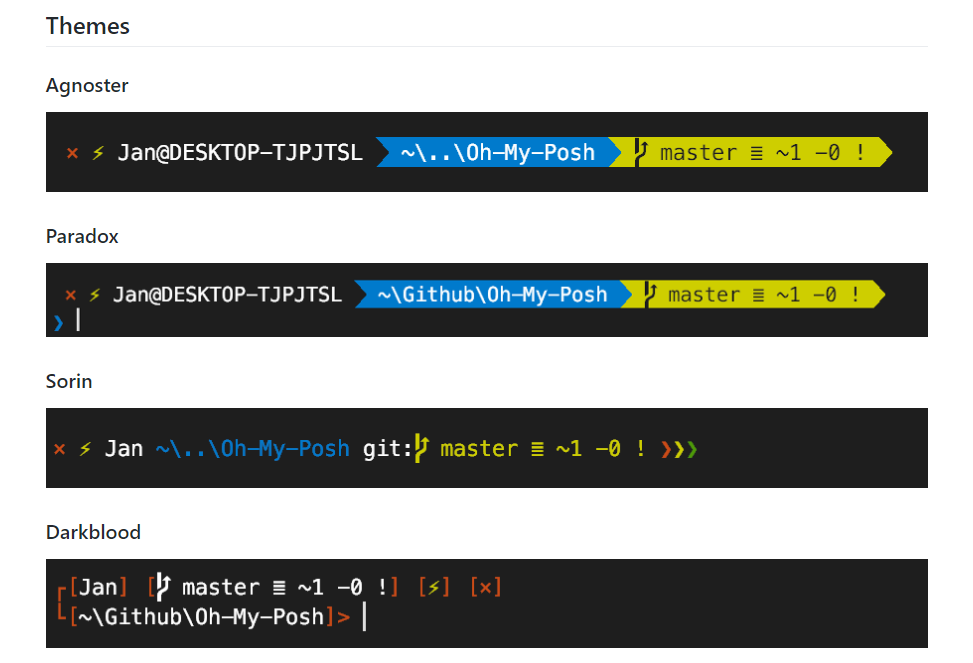 Themes
Agnoster
× ⚡ Jan@DESKTOP-TJPJTSL ~\..\Oh-My-Posh master ≣ ~1 -0 !
Paradox
× ⚡ Jan@DESKTOP-TJPJTSL ~\Github\Oh-My-Posh master ≣ ~1 -0 !
❯
Sorin
× ⚡ Jan ~\..\Oh-My-Posh git: master ≣ ~1 -0 ! ❯❯❯
Darkblood
┌[Jan] [ master ≣ ~1 -0 !] [⚡] [×]
└[~\Github\Oh-My-Posh]>